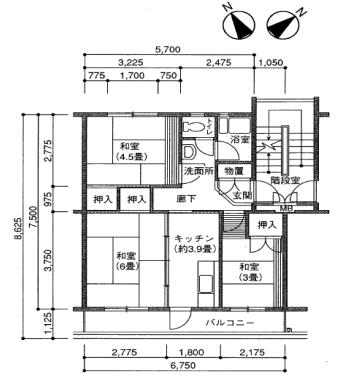 N
N
5,700
3,225
2,475
1,050
775
1,700
750
トイレ
浴室
和室
(4.5畳)
洗面所
物置
階段室
玄関
押入
押入
廊下
MB
押入
キッチン
(約3.9畳)
和室
(6畳)
和室
(3畳)
バルコニー
2,775
975
3,750
1,125
7,500
8,625
2,775
1,800
2,175
6,750